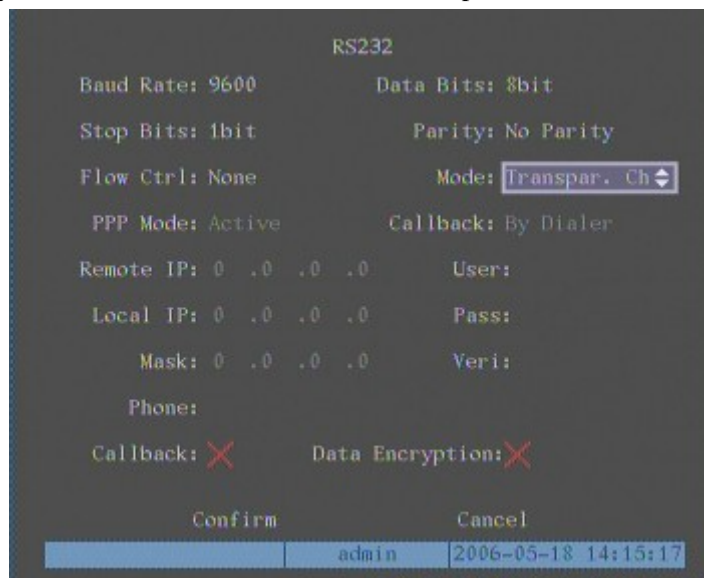 RS232
Baud Rate: 9600 Data Bits: 8bit
Stop Bits: 1bit Parity: No Parity
Flow Ctrl: None Mode: Transpar. Ch
PPP Mode: Active Callback: By Dialer
Remote IP: 0 .0 .0 .0 User:
Local IP: 0 .0 .0 .0 Pass:
Mask: 0 .0 .0 .0 Veri:
Phone:
Callback: Data Encryption:
Confirm Cancel
admin 2006-05-18 14:15:17